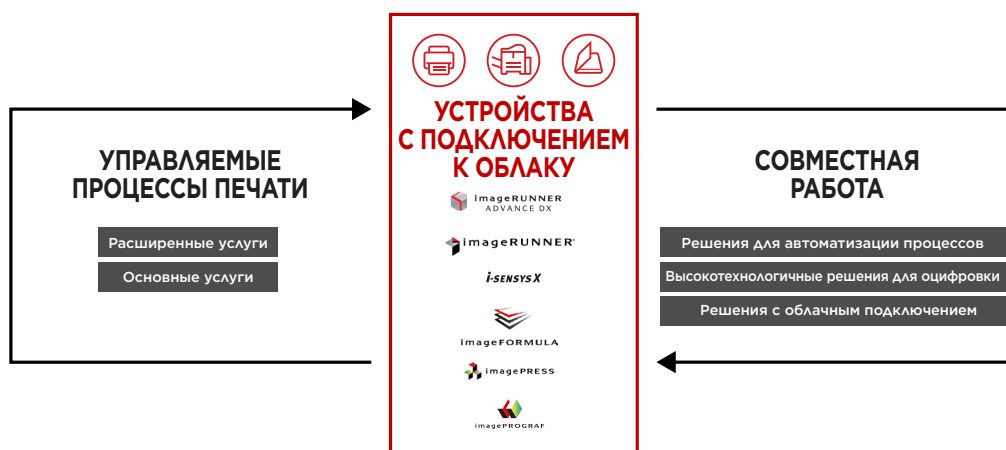 УПРАВЛЯЕМЫЕ
ПРОЦЕССЫ ПЕЧАТИ
Расширенные услуги
Основные услуги
УСТРОЙСТВА
С ПОДКЛЮЧЕНИЕМ
К ОБЛАКУ
imageRUNNER
ADVANCE DX
imageRUNNER®
i-SENSYS X
imageFORMULA
imagePRESS
imagePROGRAF
СОВМЕСТНАЯ
РАБОТА
Решения для автоматизации процессов
Высокотехнологичные решения для оцифровки
Решения с облачным подключением